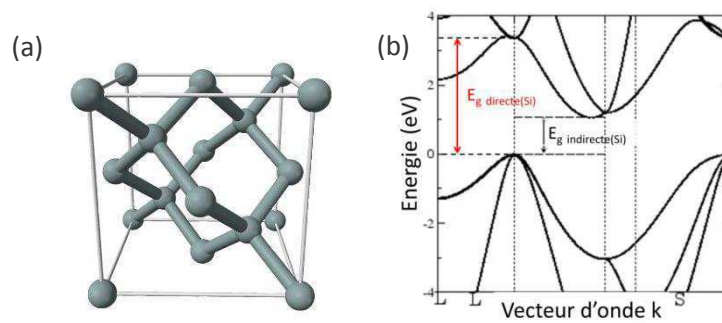 (a)
(b)
4
2
0
-2
-4
Energie (eV)
E g directe(Si)
E g indirecte(Si)
L L S
Vecteur d'onde k